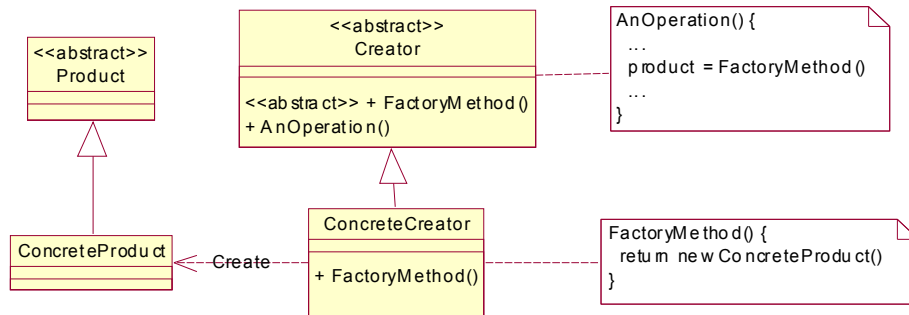 <<abstract>>
Product
<<abstract>>
Creator
<<abstract>> + FactoryMethod()
+ AnOperation()
AnOperation() {
...
product = FactoryMethod()
...
}
ConcreteProduct
Create
ConcreteCreator
+ FactoryMethod()
FactoryMethod() {
return new ConcreteProduct()
}